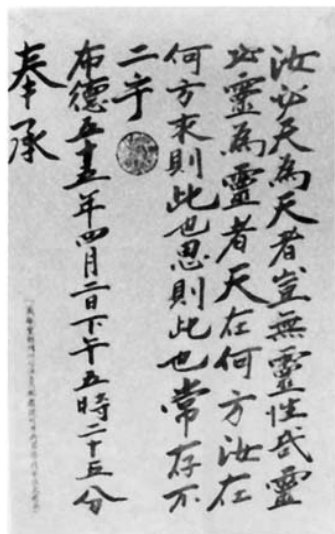 汝必天為天者豈無靈性哉靈
必靈為靈者天在何方汝在
何方求則此也思則此也常存不
二乎
布德五十五年四月二日下午五時二十五分
奉承